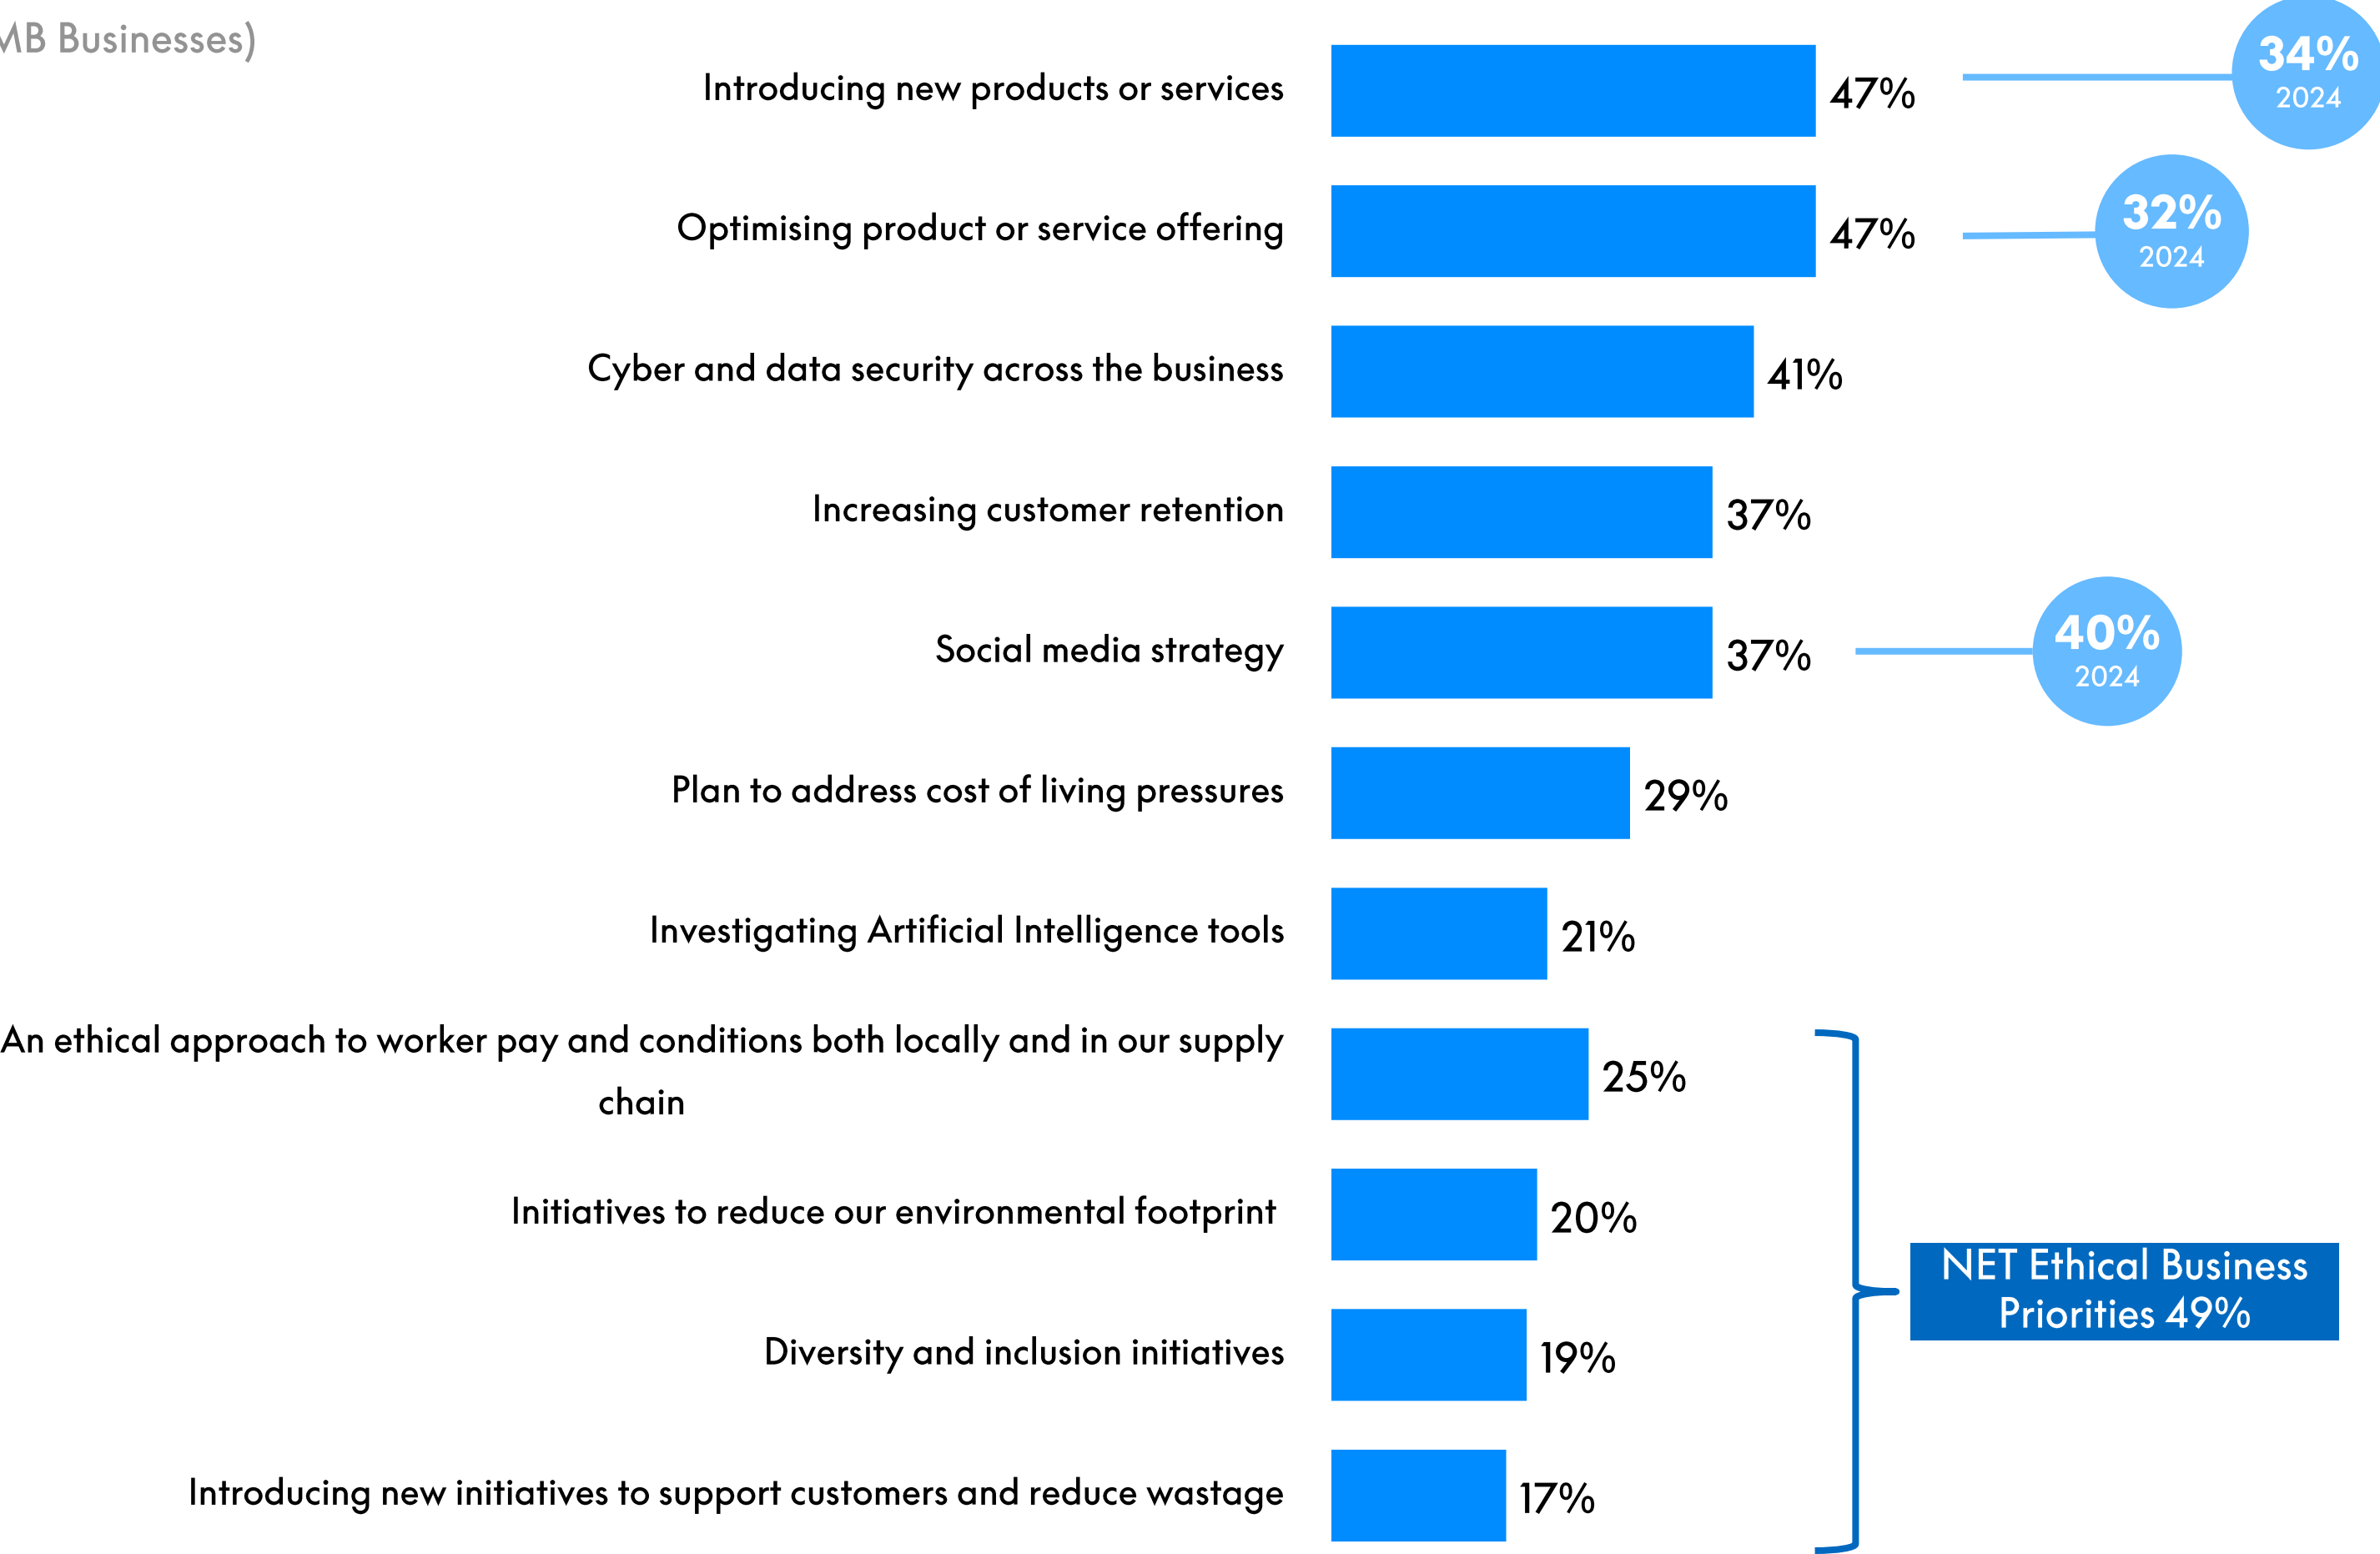 MB Businesses)
Introducing new products or services
47%
34%
2024
Optimising product or service offering
47%
32%
2024
Cyber and data security across the business
41%
Increasing customer retention
37%
Social media strategy
37%
40%
2024
Plan to address cost of living pressures
29%
Investigating Artificial Intelligence tools
21%
An ethical approach to worker pay and conditions both locally and in our supply
chain
25%
Initiatives to reduce our environmental footprint
20%
NET Ethical Business
Priorities 49%
Diversity and inclusion initiatives
19%
Introducing new initiatives to support customers and reduce wastage
17%